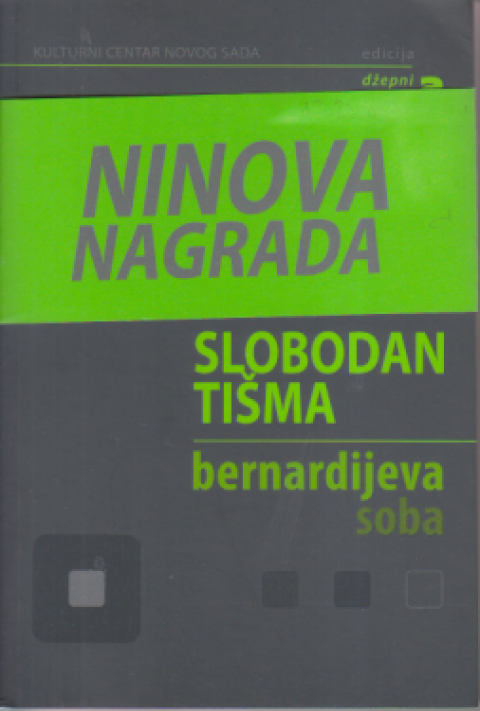 KULTURNI CENTAR NOVOG SADA
edicija
džepni
NINOVA
NAGRADA
SLOBODAN
TIŠMA
bernardijeva
soba